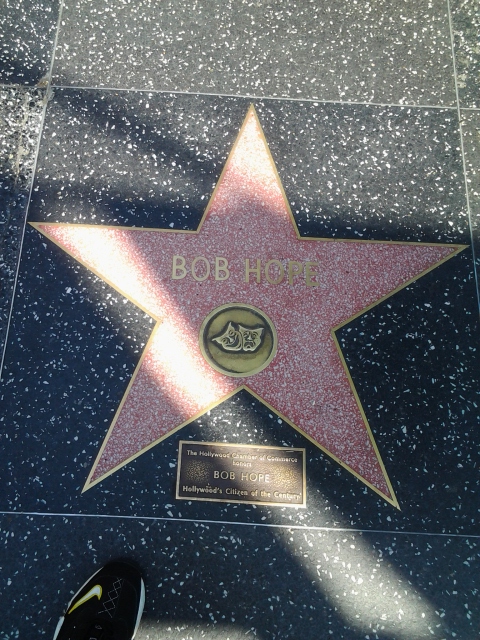 BOB HOPE
The Hollywood Chamber of Commerce
honors
BOB HOPE
Hollywood's Citizen of the Century